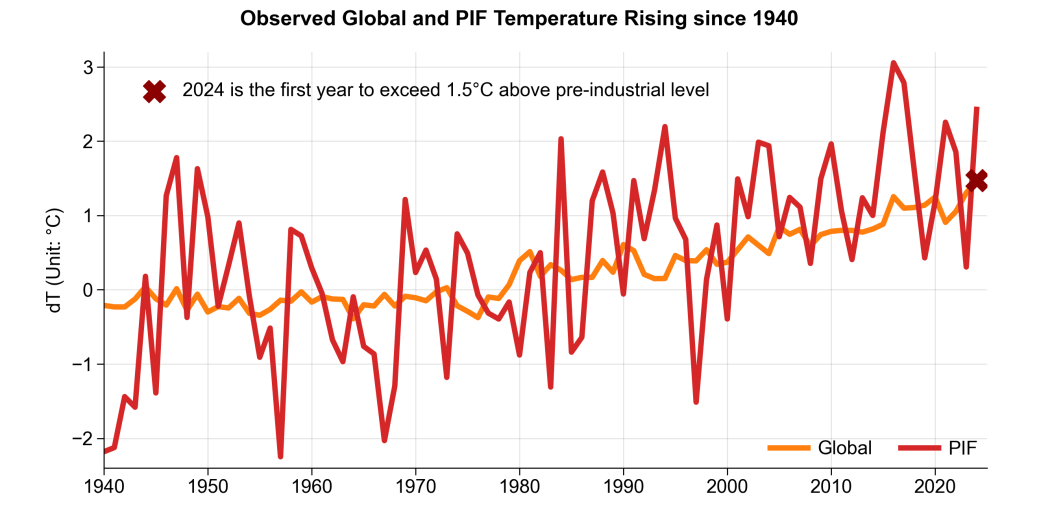 Observed Global and PIF Temperature Rising since 1940
2024 is the first year to exceed 1.5°C above pre-industrial level
dT (Unit: °C)
3
2
1
0
−1
−2
Global
PIF
1940 1950 1960 1970 1980 1990 2000 2010 2020